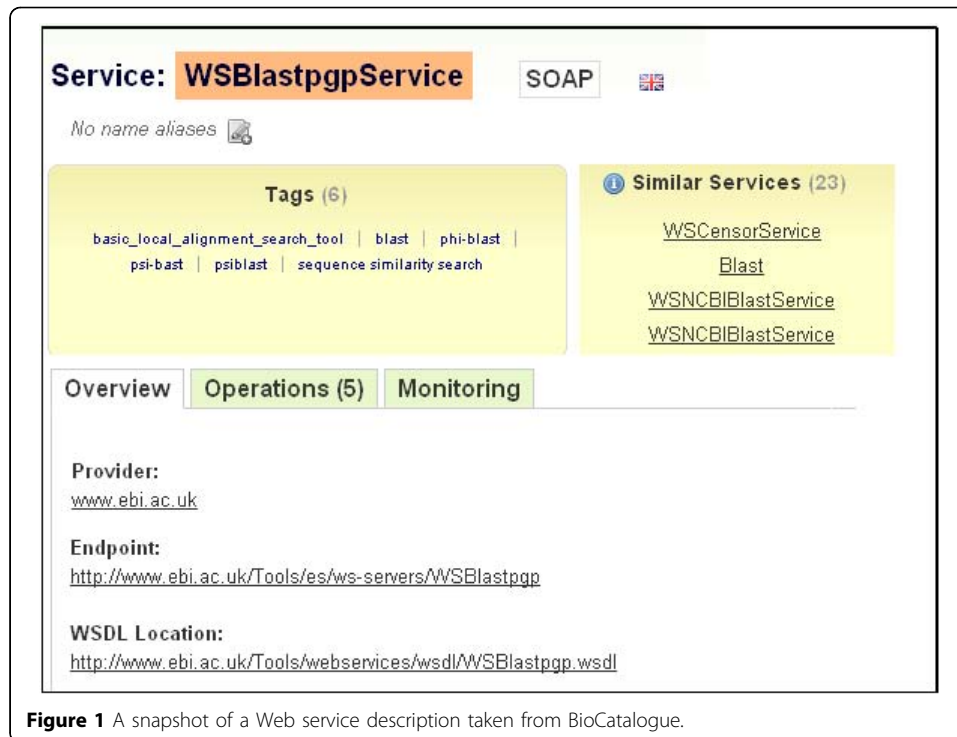 Service: WSBlastpgpService SOAP
No name aliases
Tags (6)
basic_local_alignment_search_tool | blast | phi-blast |
psi-bast | psiblast | sequence similarity search
Similar Services (23)
WSCensorService
Blast
WSNCBIBlastService
WSNCBIBlastService
Overview Operations (5) Monitoring
Provider:
www.ebi.ac.uk
Endpoint:
http://www.ebi.ac.uk/Tools/es/ws-servers/WSBlastpgp
WSDL Location:
http://www.ebi.ac.uk/Tools/webservices/wsdl/WSBlastpgp.wsdl
Figure 1 A snapshot of a Web service description taken from BioCatalogue.